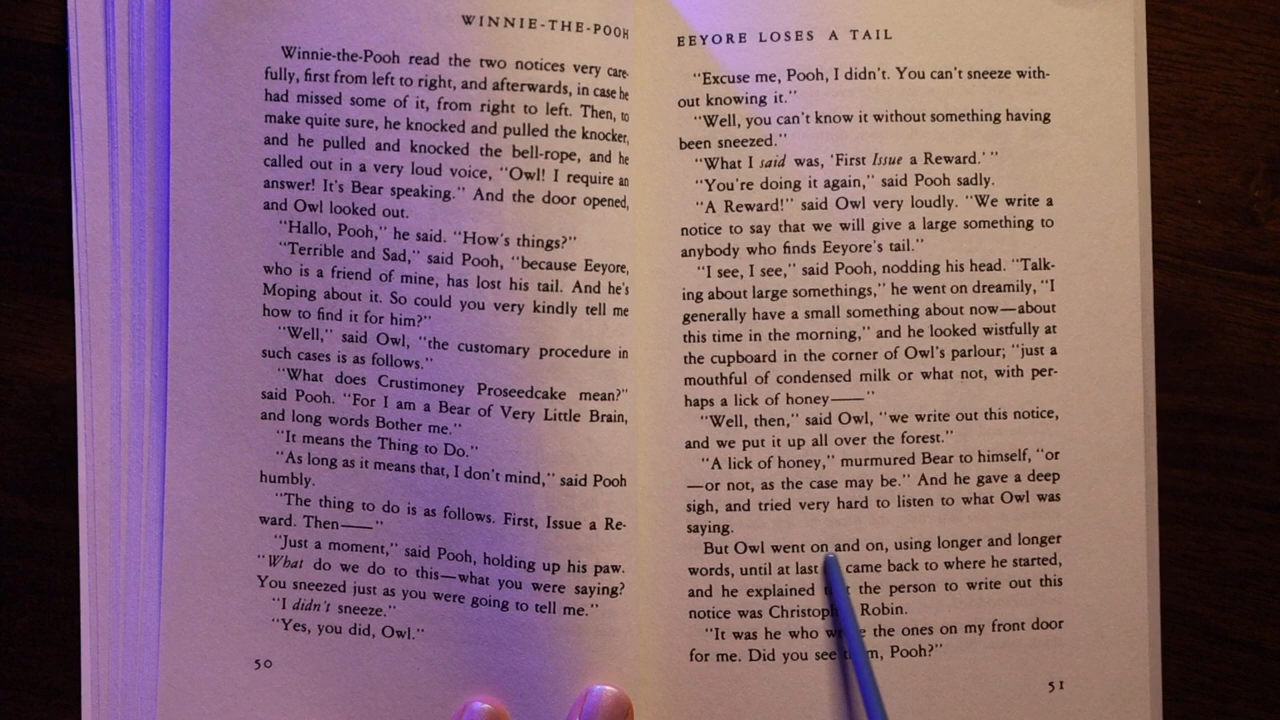 WINNIE-THE-POOH
Winnie-the-Pooh read the two notices very care-
fully, first from left to right, and afterwards, in case he
had missed some of it, from right to left. Then, to
make quite sure, he knocked and pulled the knocker,
and he pulled and knocked the bell-rope, and he
called out in a very loud voice, "Owl! I require an
answer! It's Bear speaking." And the door opened,
and Owl looked out.
"Hallo, Pooh," he said. "How's things?"
"Terrible and Sad," said Pooh, "because Eeyore,
who is a friend of mine, has lost his tail. And he's
Moping about it. So could you very kindly tell me
how to find it for him?"
"Well," said Owl, "the customary procedure in
such cases is as follows."
"What does Crustimoney Proseedcake mean?"
said Pooh. "For I am a Bear of Very Little Brain,
and long words Bother me."
"It means the Thing to Do."
"As long as it means that, I don't mind," said Pooh
humbly.
"The thing to do is as follows. First, Issue a Re-
ward. Then——"
"Just a moment," said Pooh, holding up his paw.
"What do we do to this—what you were saying?
You sneezed just as you were going to tell me."
"I didn't sneeze."
"Yes, you did, Owl."
50
EEYORE LOSES A TAIL
"Excuse me, Pooh, I didn't. You can't sneeze with-
out knowing it."
"Well, you can't know it without something having
been sneezed."
"What I said was, 'First Issue a Reward.' "
"You're doing it again," said Pooh sadly.
"A Reward!" said Owl very loudly. "We write a
notice to say that we will give a large something to
anybody who finds Eeyore's tail."
"I see, I see," said Pooh, nodding his head. "Talk-
ing about large somethings," he went on dreamily, "I
generally have a small something about now—about
this time in the morning," and he looked wistfully at
the cupboard in the corner of Owl's parlour; "just a
mouthful of condensed milk or what not, with per-
haps a lick of honey——"
"Well, then," said Owl, "we write out this notice,
and we put it up all over the forest."
"A lick of honey," murmured Bear to himself, "or
—or not, as the case may be." And he gave a deep
sigh, and tried very hard to listen to what Owl was
saying.
But Owl went on and on, using longer and longer
words, until at last came back to where he started,
and he explained the person to write out this
notice was Christopher Robin.
"It was he who wrote the ones on my front door
for me. Did you see them, Pooh?"
51